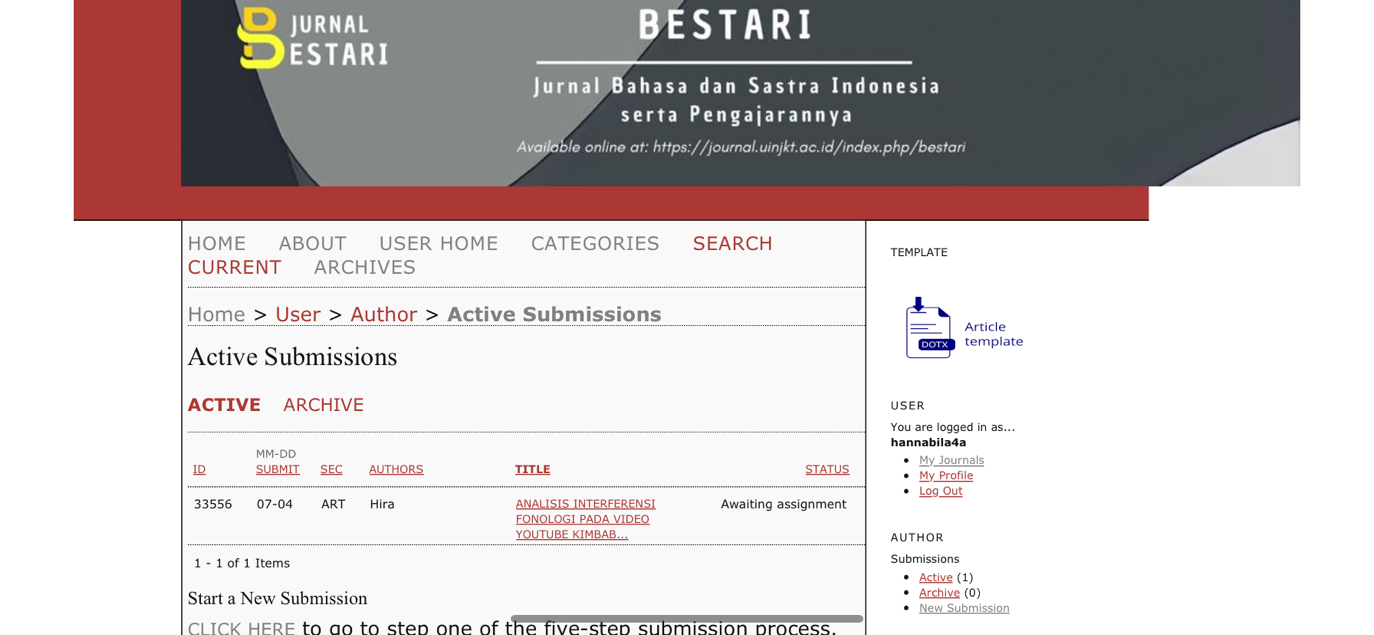 JURNAL
BESTARI
BESTARI
Jurnal Bahasa dan Sastra Indonesia
serta Pengajarannya
Available online at: https://journal.uinjkt.ac.id/index.php/bestari
HOME ABOUT USER HOME CATEGORIES SEARCH
CURRENT ARCHIVES
Home > User > Author > Active Submissions
Active Submissions
ACTIVE ARCHIVE
MM-DD
ID SUBMIT SEC AUTHORS TITLE STATUS
33556 07-04 ART Hira ANALISIS INTERFERENSI Awaiting assignment
FONOLOGI PADA VIDEO
YOUTUBE KIMBAB...
1 - 1 of 1 Items
Start a New Submission
CLICK HERE to go to step one of the five-step submission process.
TEMPLATE
DOTX
Article
template
USER
You are logged in as...
hannabila4a
My Journals
My Profile
Log Out
AUTHOR
Submissions
Active (1)
Archive (0)
New Submission